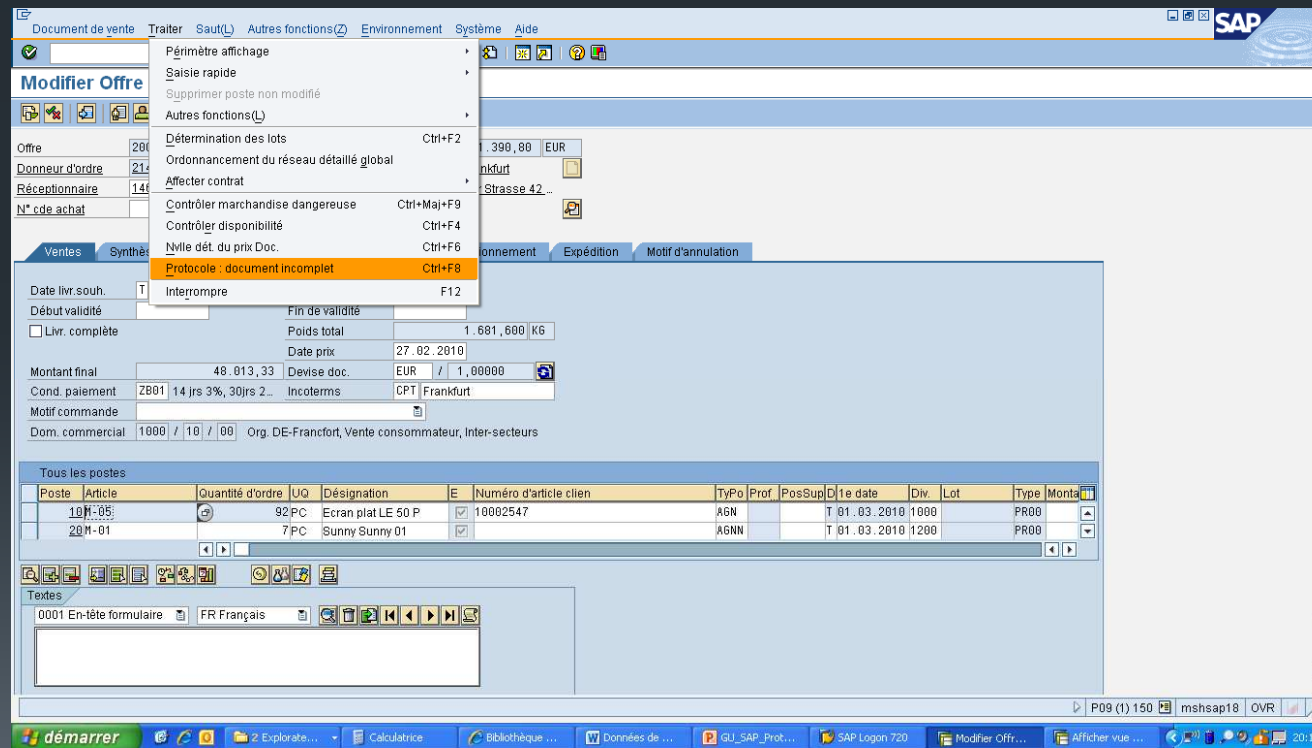 Document de vente Traiter Saut(L) Autres fonctions(Z) Environnement Système Aide
SAP
Périmètre affichage
Saisie rapide
Supprimer poste non modifié
Autres fonctions(L)
Détermination des lots Ctrl+F2
Ordonnancement du réseau détaillé global
Affecter contrat
Contrôler marchandise dangereuse Ctrl+Maj+F9
Contrôler disponibilité Ctrl+F4
Nvlle dét. du prix Doc. Ctrl+F6
Protocole : document incomplet Ctrl+F8
Interrompre F12
Modifier Offre
Offre 200 .390,80 EUR
Donneur d'ordre 214 nkfurt
Réceptionnaire 146 Strasse 42 ...
N° cde achat
Ventes Synthès ionnement Expédition Motif d'annulation
Date livr.souh. T
Début validité Fin de validité
Livr. complète Poids total 1.681,600 KG
Date prix 27.02.2010
Montant final 48.013,33 Devise doc. EUR / 1,00000
Cond. paiement ZB01 14 jrs 3%, 30jrs 2... Incoterms CPT Frankfurt
Motif commande
Dom. commercial 1000 / 10 / 00 Org. DE-Francfort, Vente consommateur, Inter-secteurs
Tous les postes
Poste Article Quantité d'ordre UQ Désignation E Numéro d'article clien TyPo Prof... PosSup D 1e date Div. Lot Type Monta
10 M-05 92 PC Ecran plat LE 50 P 10002547 AGN T 01.03.2010 1000 PR00
20 M-01 7 PC Sunny Sunny 01 AGNN T 01.03.2010 1200 PR00
Textes
0001 En-tête formulaire FR Français
P09 (1) 150 mshsap18 OVR
démarrer 2 Explorate... Calculatrice Bibliothèque ... Données de ... GU_SAP_Prot... SAP Logon 720 Modifier Offr... Afficher vue ...